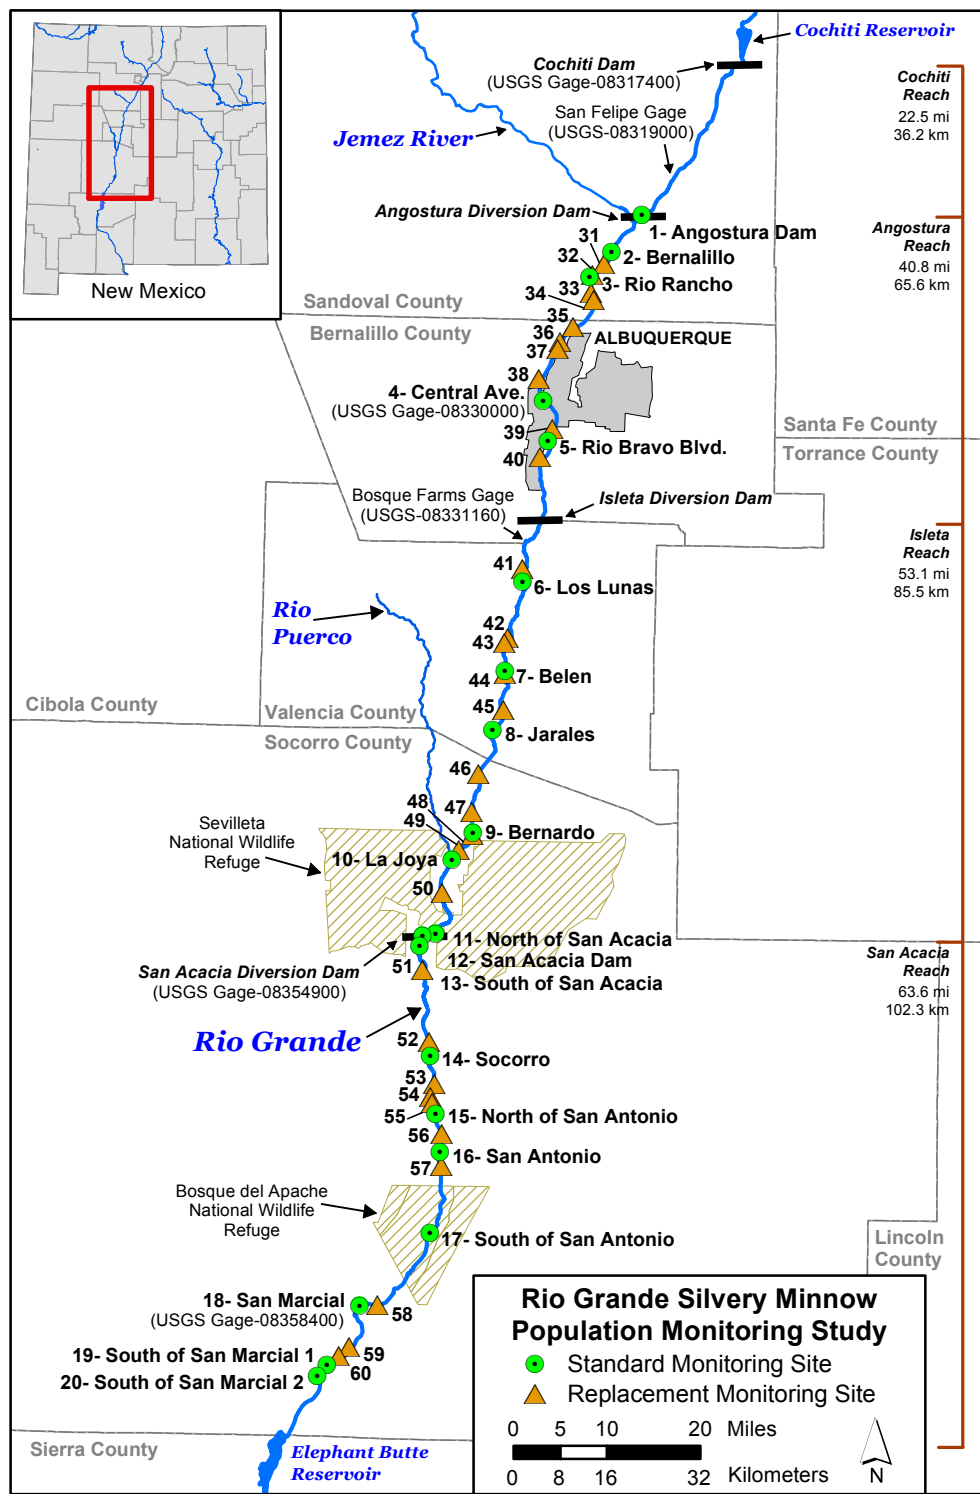 New Mexico
Cochiti Reservoir
Cochiti Dam
(USGS Gage-08317400)
San Felipe Gage
(USGS-08319000)
Jemez River
Angostura Diversion Dam
Cochiti
Reach
22.5 mi
36.2 km
1- Angostura Dam
31
2- Bernalillo
32
3- Rio Rancho
33
34
Angostura
Reach
40.8 mi
65.6 km
Sandoval County
Bernalillo County
35
36
37
ALBUQUERQUE
38
4- Central Ave.
(USGS Gage-08330000)
39
5- Rio Bravo Blvd.
40
Santa Fe County
Torrance County
Bosque Farms Gage
(USGS-08331160)
Isleta Diversion Dam
Isleta
Reach
53.1 mi
85.5 km
41
6- Los Lunas
Rio
Puerco
42
43
7- Belen
44
45
8- Jarales
Cibola County
Valencia County
Socorro County
46
47
48
49
9- Bernardo
Sevilleta
National Wildlife
Refuge
10- La Joya
50
11- North of San Acacia
12- San Acacia Dam
13- South of San Acacia
San Acacia Diversion Dam
(USGS Gage-08354900)
51
San Acacia
Reach
63.6 mi
102.3 km
Rio Grande
52
14- Socorro
53
54
55
15- North of San Antonio
56
16- San Antonio
57
Bosque del Apache
National Wildlife
Refuge
17- South of San Antonio
Lincoln
County
18- San Marcial
(USGS Gage-08358400)
58
59
60
19- South of San Marcial 1
20- South of San Marcial 2
Sierra County
Elephant Butte
Reservoir
Rio Grande Silvery Minnow
Population Monitoring Study
Standard Monitoring Site
Replacement Monitoring Site
0 5 10 20 Miles
0 8 16 32 Kilometers
N